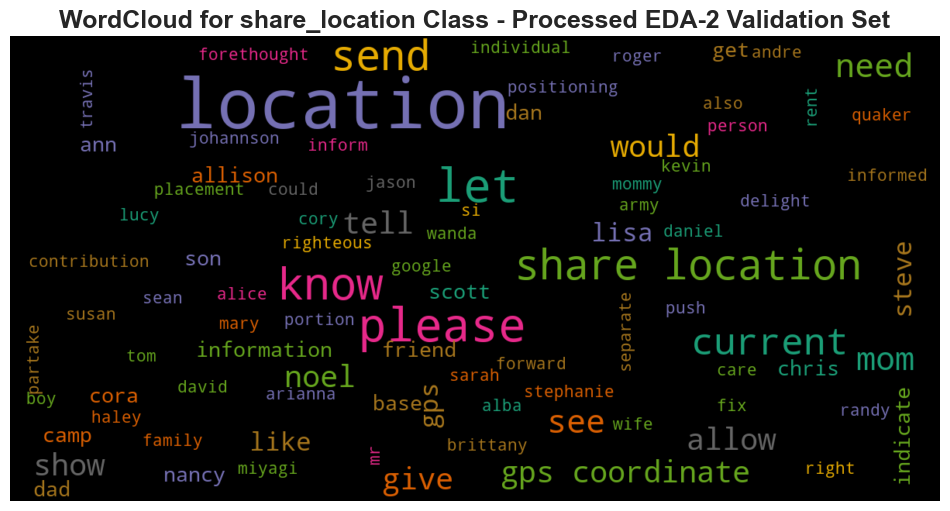 WordCloud for share_location Class - Processed EDA-2 Validation Set
forethought
send
individual
roger
get
andre
need
travis
location
positioning
dan
also
person
rent
quaker
ann
johannson
inform
would
kevin
allison
placement
could
jason
let
mommy
army
delight
informed
lucy
cory
tell
si
wanda
lisa
daniel
righteous
contribution
son
google
share location
steve
sean
alice
know
scott
push
susan
mary
portion
please
separate
current
mom
partake
tom
information
friend
forward
care
chris
boy
cora
david
noel
arianna
base
gps
sarah
alba
stephanie
fix
randy
indicate
haley
camp
family
like
mr
brittany
see
wife
allow
show
dad
nancy
miyagi
give
gps coordinate
right